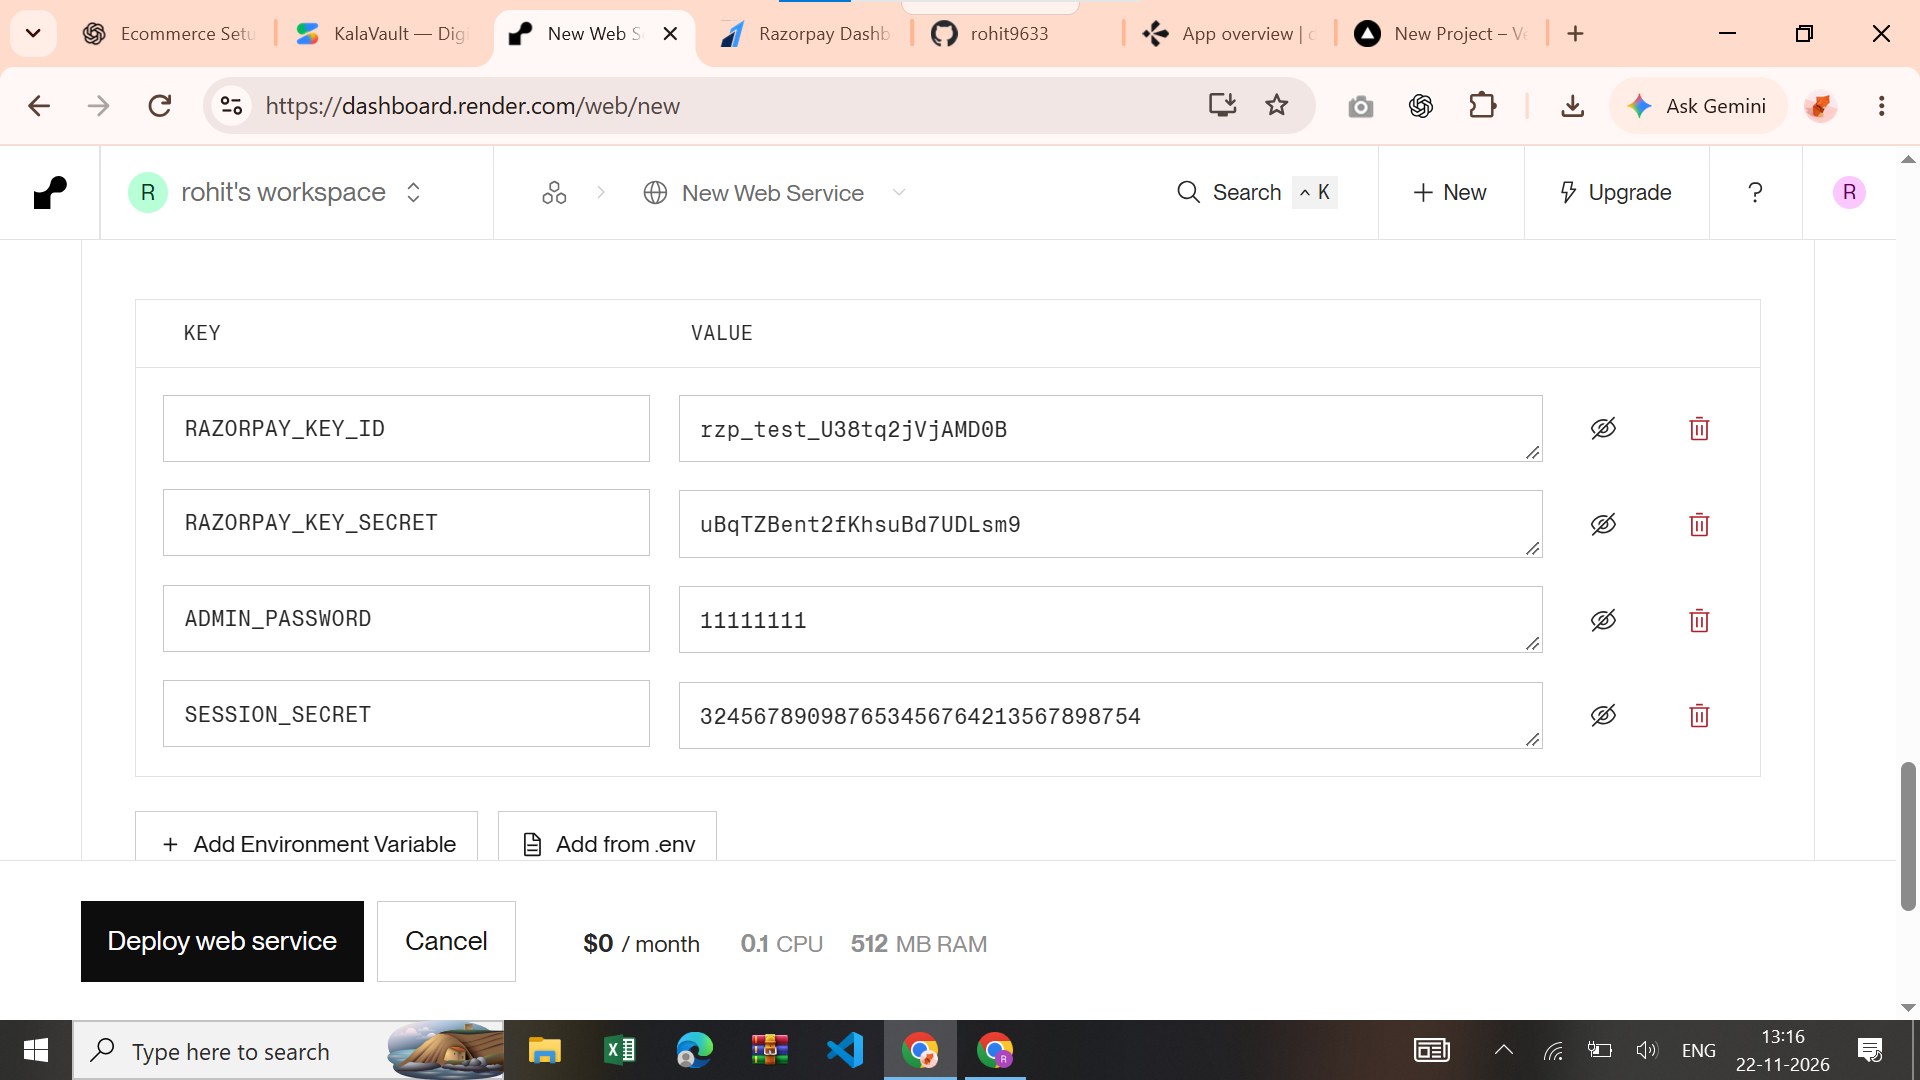 Ecommerce Setu
KalaVault — Digi
New Web S
Razorpay Dashb
rohit9633
App overview | c
New Project – Ve
https://dashboard.render.com/web/new
Ask Gemini
R rohit's workspace
New Web Service
Search ^ K
+ New
Upgrade
?
R
KEY VALUE
RAZORPAY_KEY_ID rzp_test_U38tq2jVjAMD0B
RAZORPAY_KEY_SECRET uBqTZBent2fKhsuBd7UDLsm9
ADMIN_PASSWORD 11111111
SESSION_SECRET 324567890987653456764213567898754
+ Add Environment Variable
Add from .env
Deploy web service
Cancel
$0 / month 0.1 CPU 512 MB RAM
Type here to search
ENG
13:16
22-11-2026